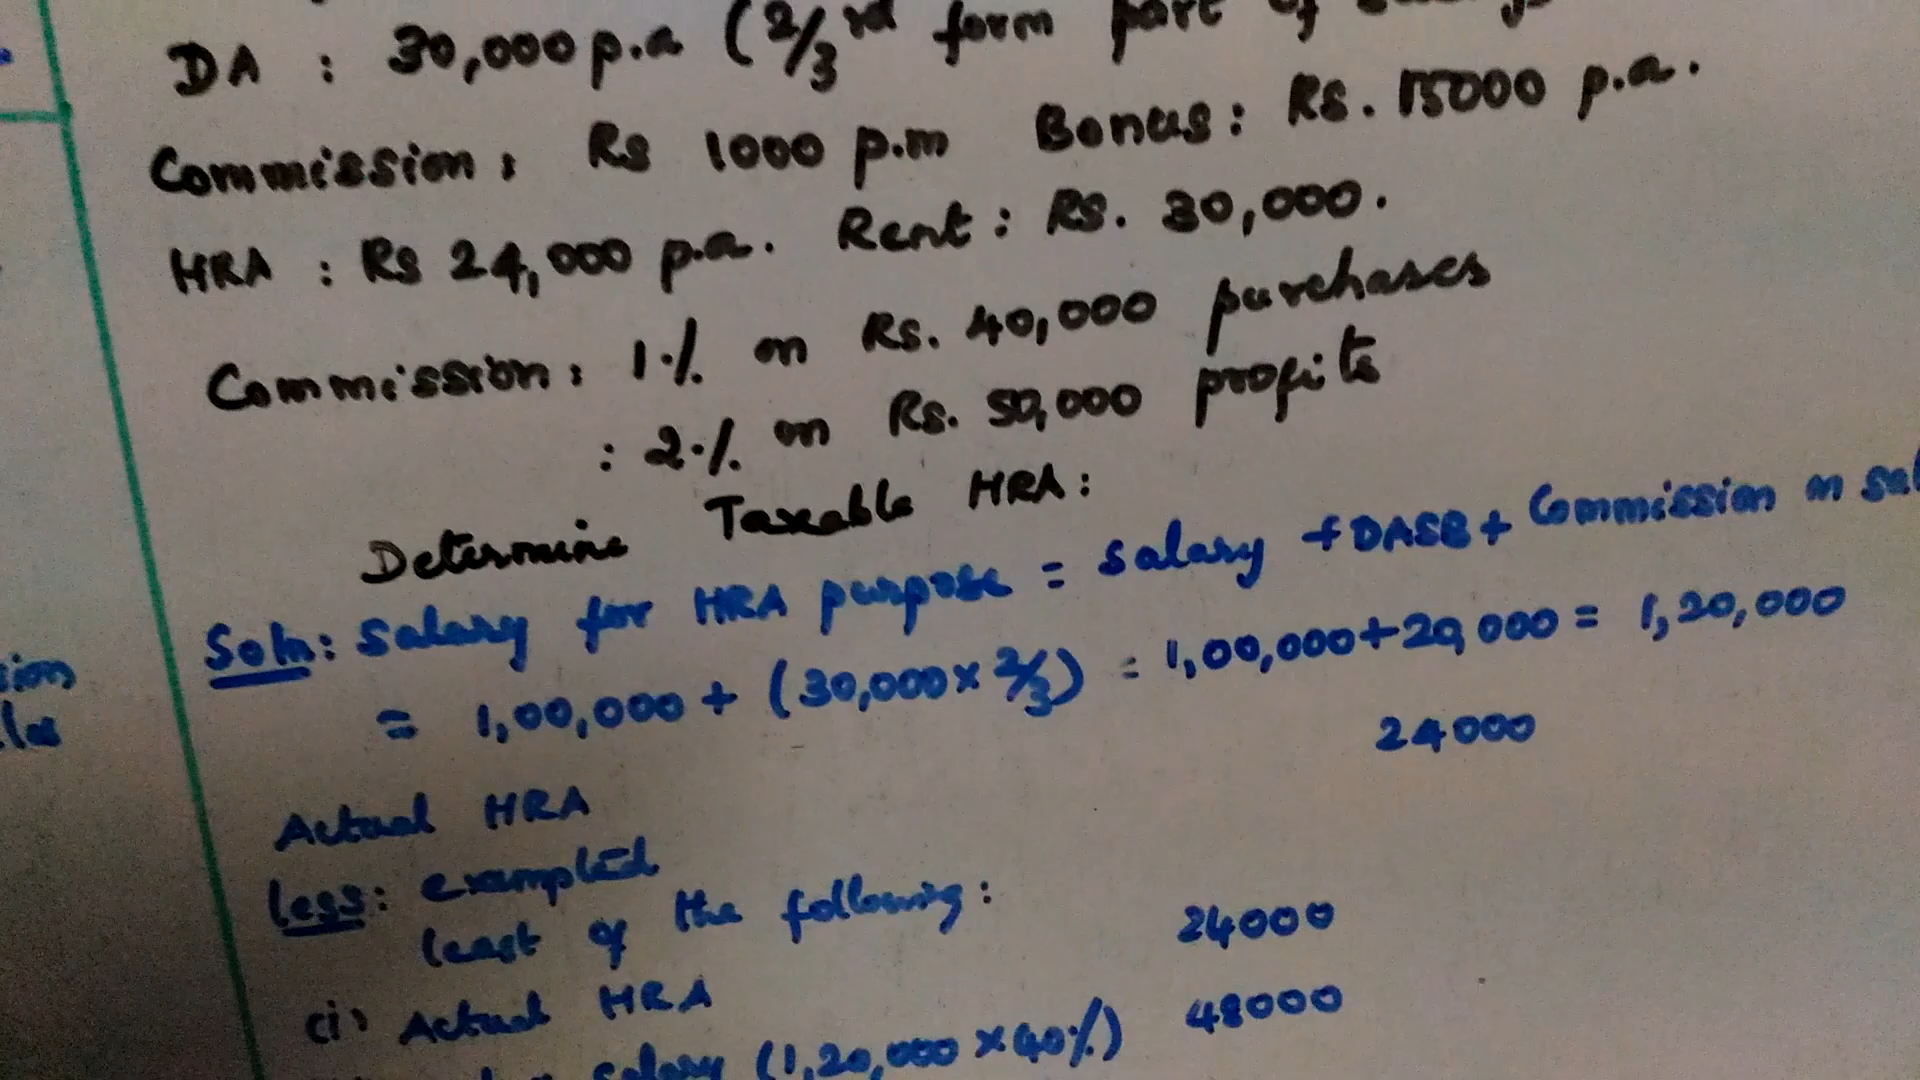 DA : 30,000 p.a (2/3rd form part of
Commission : Rs 1000 p.m Bonus : Rs. 15000 p.a.
HRA : Rs 24,000 p.a. Rent : Rs. 30,000.
Commission : 1% on Rs. 40,000 purchases
: 2% on Rs. 50,000 profits
Determine Taxable HRA :
Soln: Salary for HRA purpose = Salary + DASB + Commission on sal
= 1,00,000 + (30,000 x 2/3) = 1,00,000+20,000 = 1,20,000
Actual HRA 24000
Less: exempted
least of the following :
(i) Actual HRA 24000
salary (1,20,000 x 40%) 48000